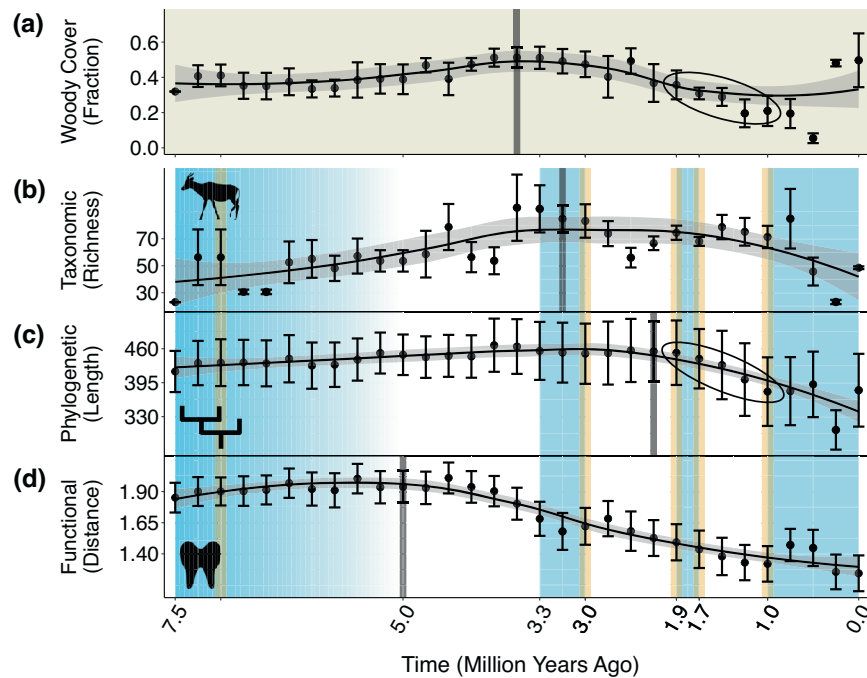 (a)
Woody Cover
(Fraction)
0.6
0.4
0.2
0.0
(b)
Taxonomic
(Richness)
70
50
30
(c)
Phylogenetic
(Length)
460
395
330
(d)
Functional
(Distance)
1.90
1.65
1.40
7.5
5.0
3.3
3.0
1.9
1.7
1.0
0.0
Time (Million Years Ago)